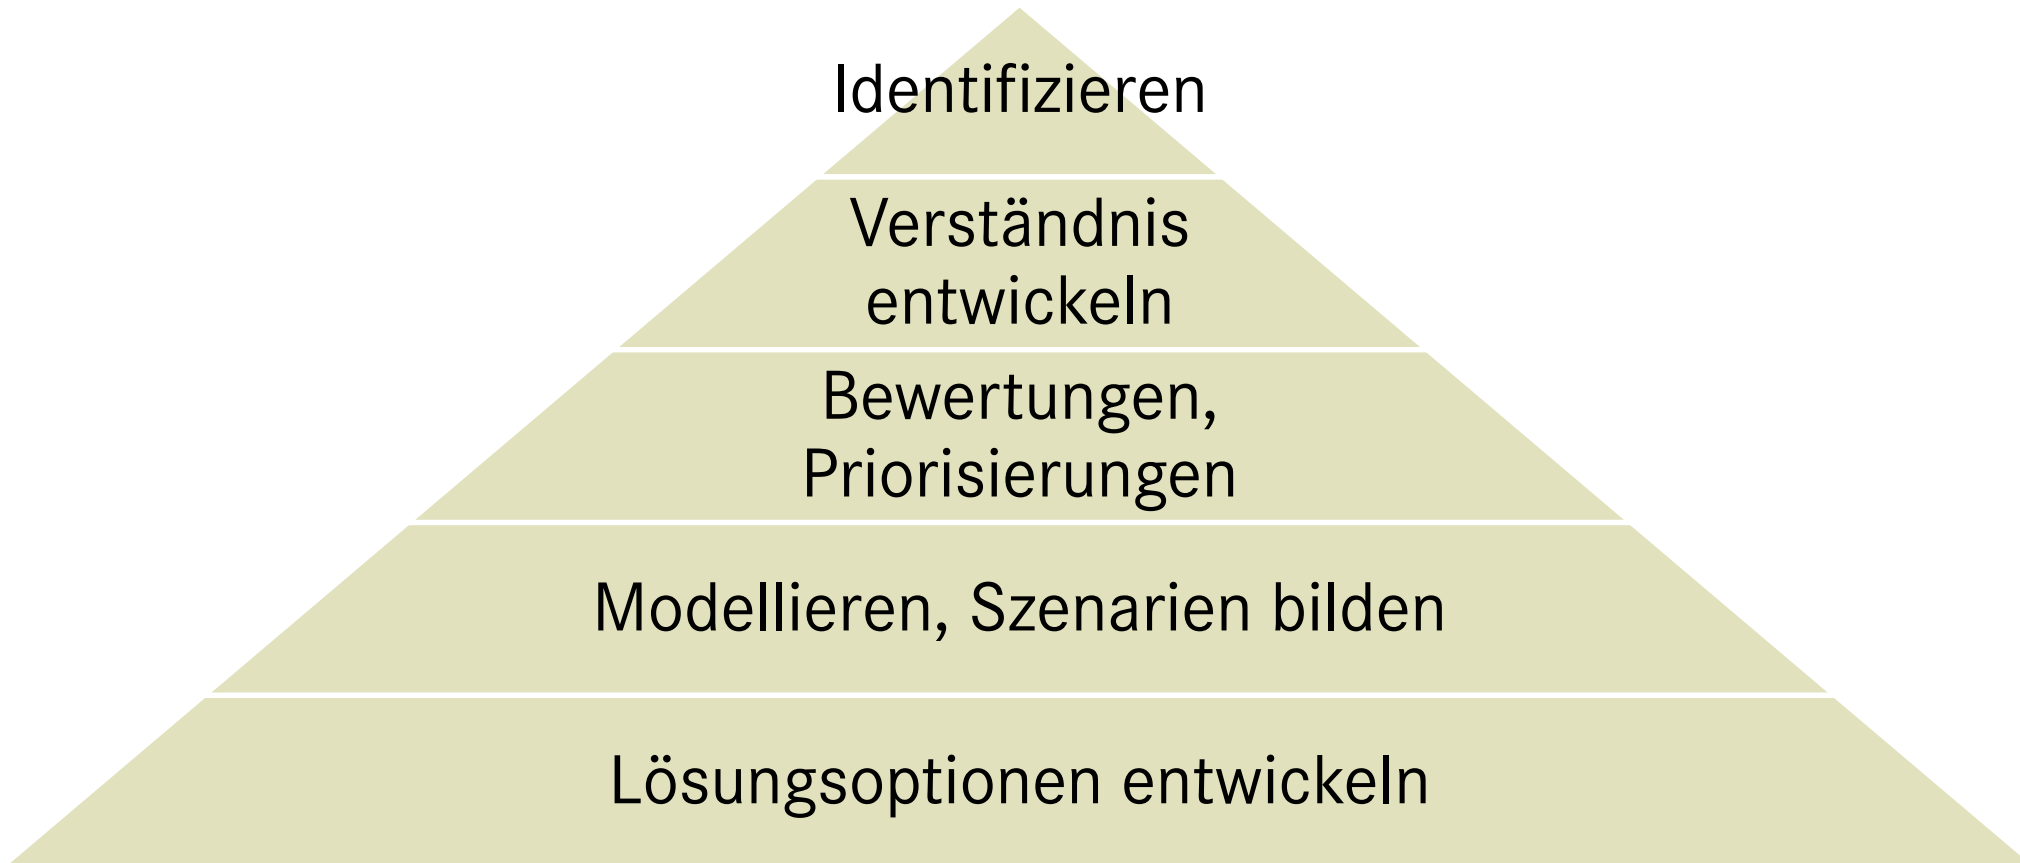 Identifizieren
Verständnis
entwickeln
Bewertungen,
Priorisierungen
Modellieren, Szenarien bilden
Lösungsoptionen entwickeln